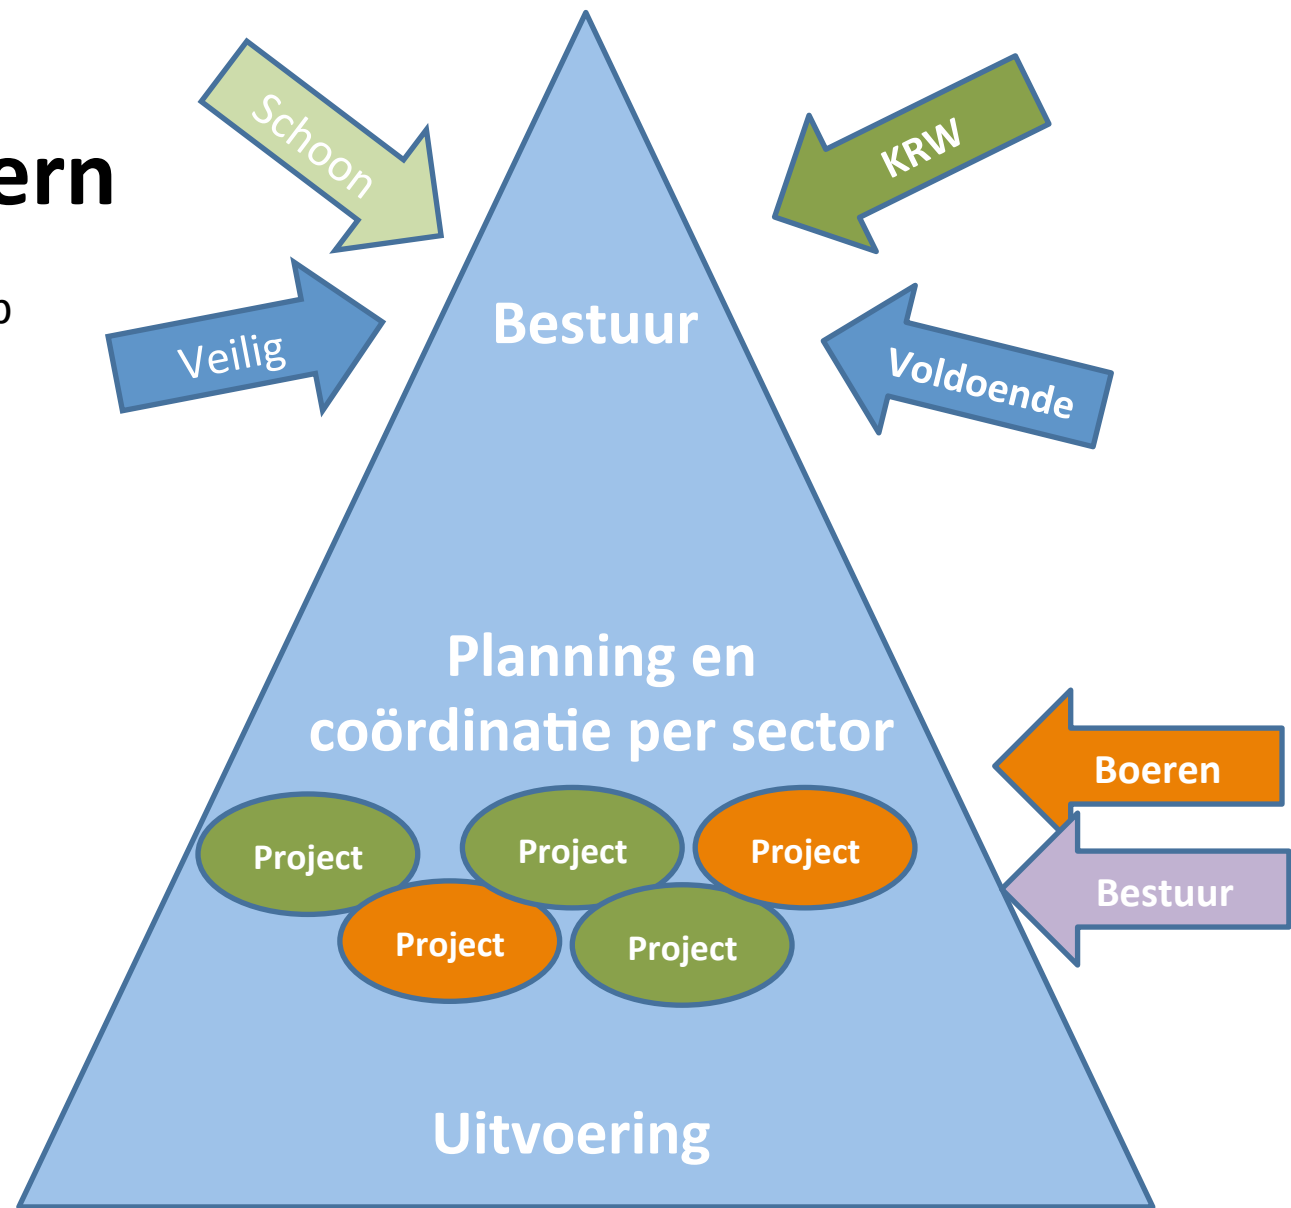 Schoon
KRW
ern
p
Veilig
Bestuur
Voldoende
Planning en
coördinatie per sector
Boeren
Project
Project
Project
Bestuur
Project
Project
Uitvoering